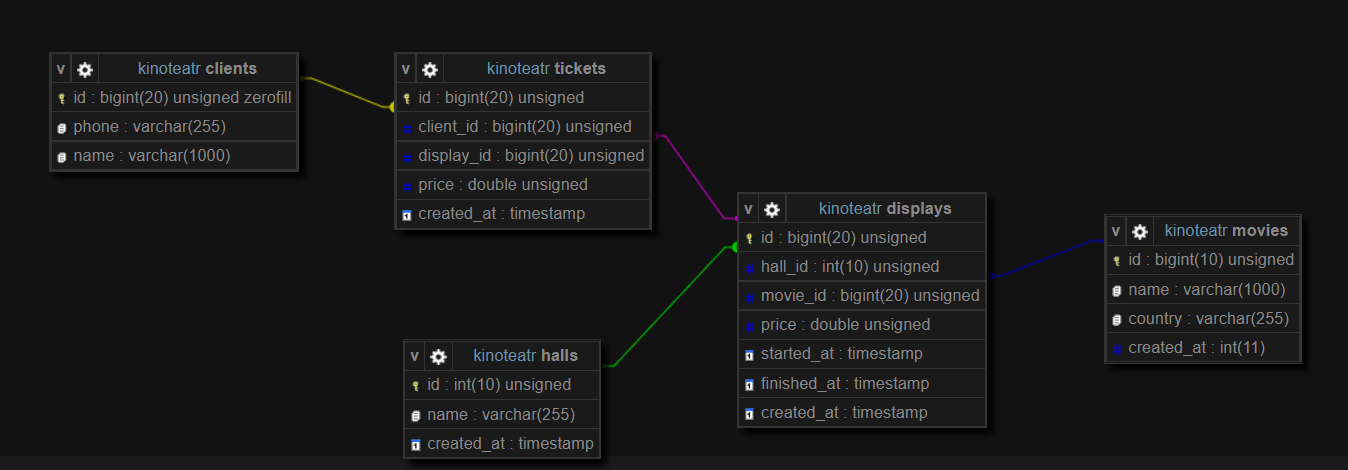 v kinoteatr clients
id : bigint(20) unsigned zerofill
phone : varchar(255)
name : varchar(1000)
v kinoteatr tickets
id : bigint(20) unsigned
client_id : bigint(20) unsigned
display_id : bigint(20) unsigned
price : double unsigned
created_at : timestamp
v kinoteatr displays
id : bigint(20) unsigned
hall_id : int(10) unsigned
movie_id : bigint(20) unsigned
price : double unsigned
started_at : timestamp
finished_at : timestamp
created_at : timestamp
v kinoteatr movies
id : bigint(10) unsigned
name : varchar(1000)
country : varchar(255)
created_at : int(11)
v kinoteatr halls
id : int(10) unsigned
name : varchar(255)
created_at : timestamp